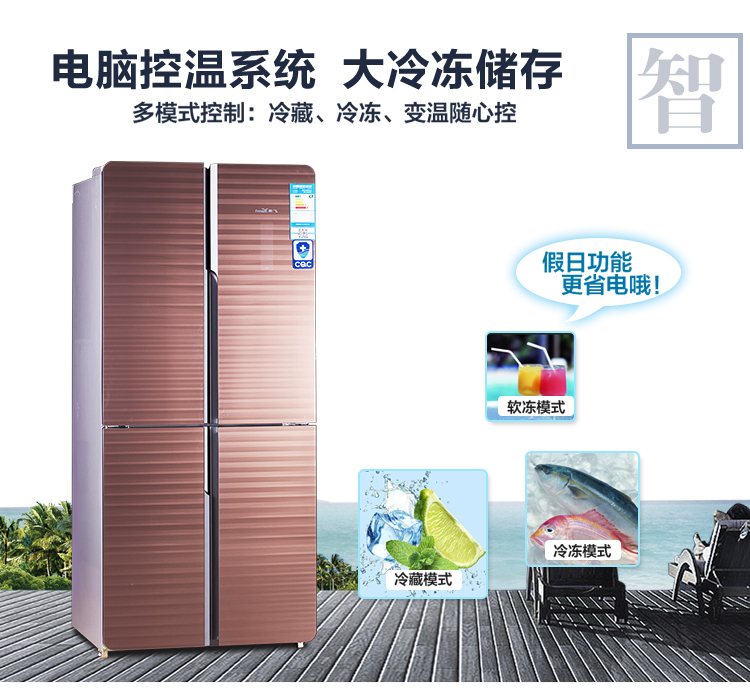 电脑控温系统 大冷冻储存
多模式控制：冷藏、冷冻、变温随心控
智
假日功能
更省电哦！
CQC
软冻模式
冷冻模式
冷藏模式